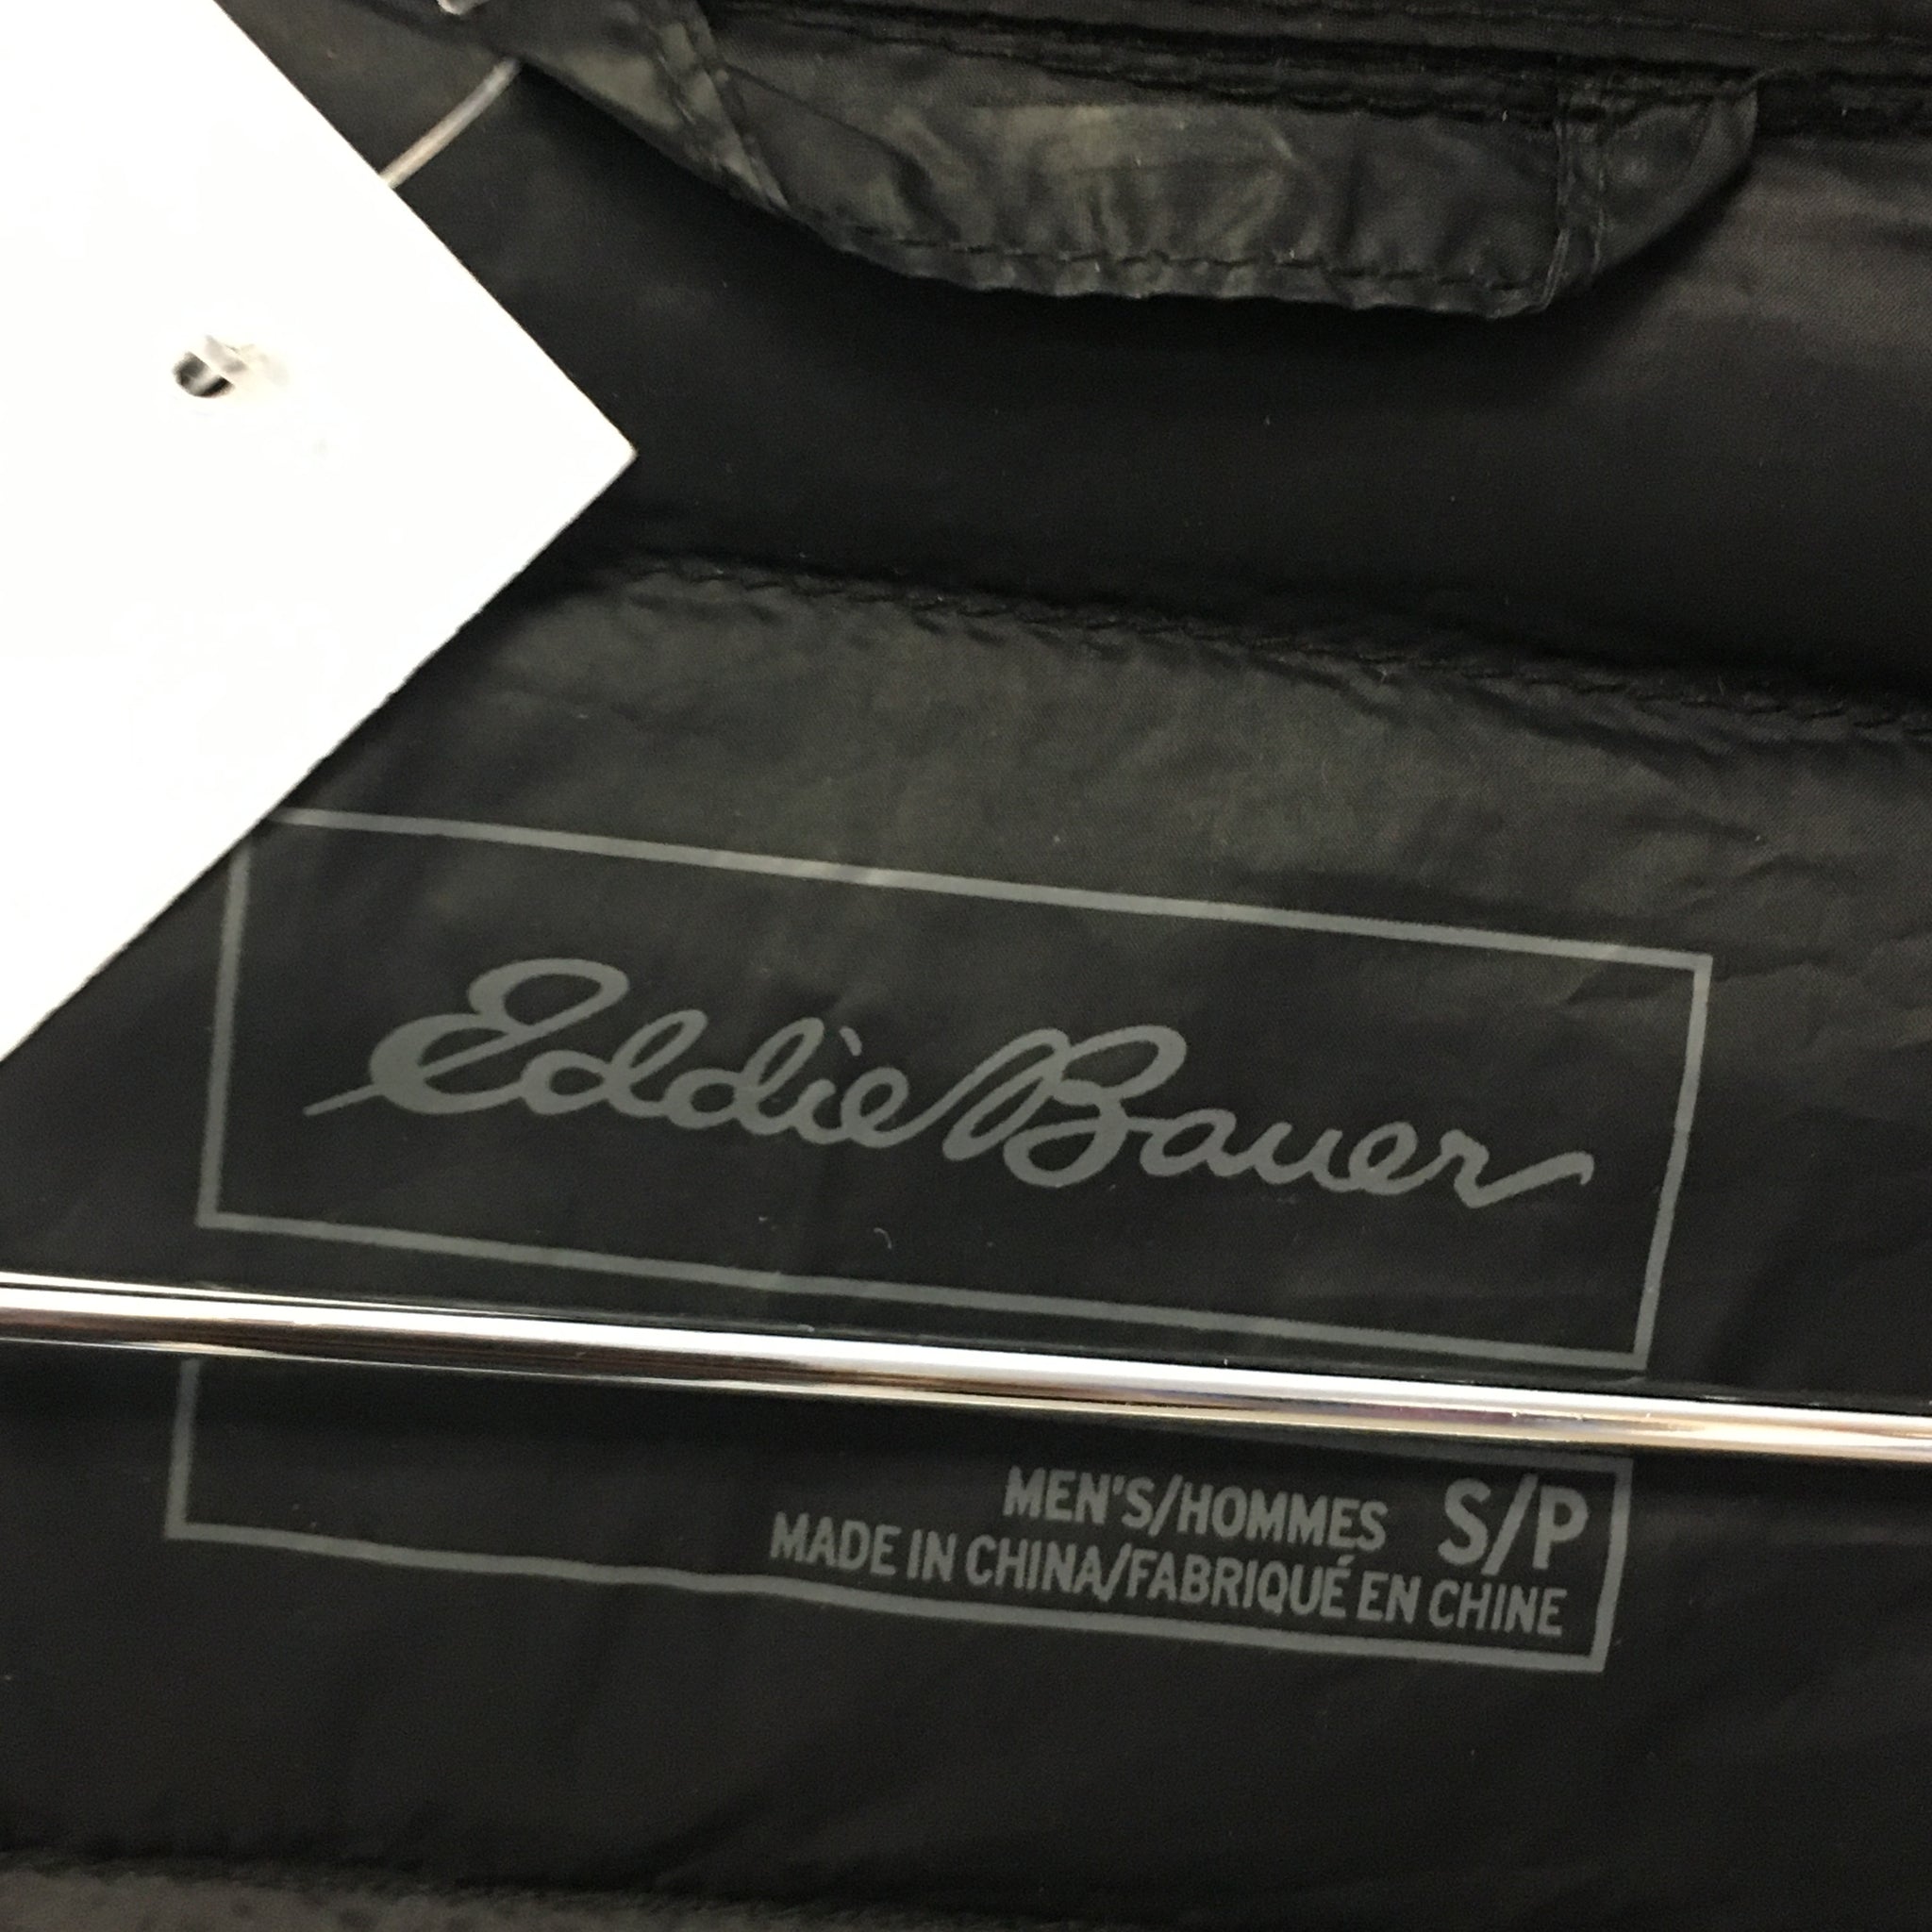 Eddie Bauer
MEN'S/HOMMES S/P
MADE IN CHINA/FABRIQUÉ EN CHINE